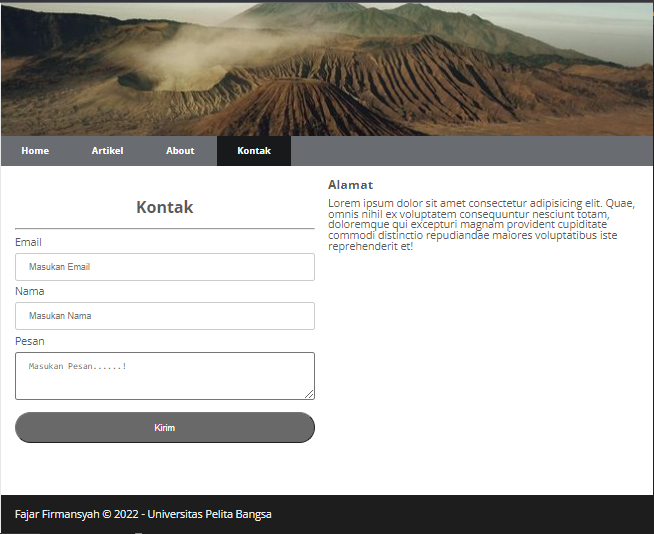 Home Artikel About Kontak
Kontak
Email
Masukan Email
Nama
Masukan Nama
Pesan
Masukan Pesan......!
Kirim
Alamat
Lorem ipsum dolor sit amet consectetur adipisicing elit. Quae,
omnis nihil ex voluptatem consequuntur nesciunt totam,
doloremque qui excepturi magnam provident cupiditate
commodi distinctio repudiandae maiores voluptatibus iste
reprehenderit et!
Fajar Firmansyah © 2022 - Universitas Pelita Bangsa